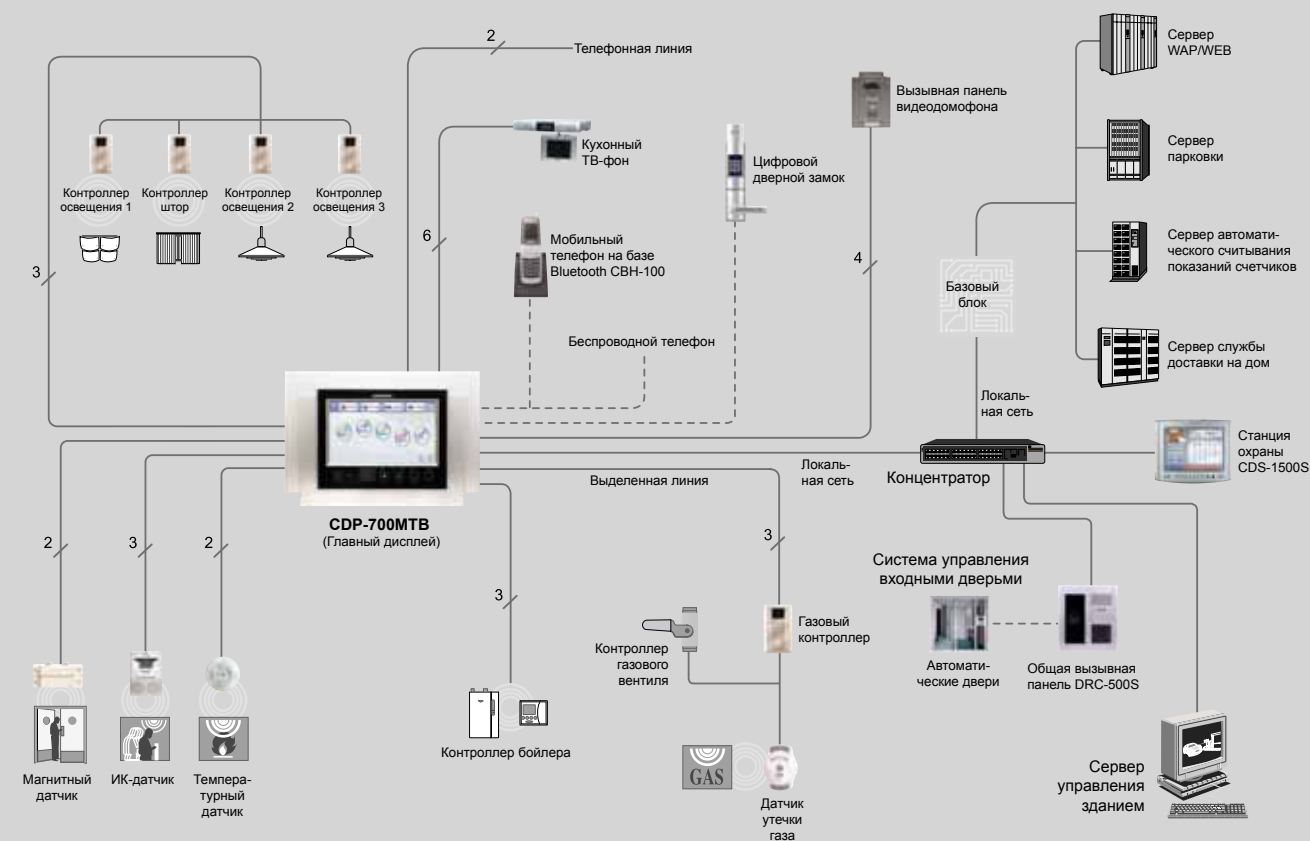 2
Телефонная линия
Сервер
WAP/WEB
Вызывная панель
видеодомофона
Кухонный
ТВ-фон
Цифровой
дверной замок
Сервер
парковки
Контроллер
освещения 1
Контроллер
штор
Контроллер
освещения 2
Контроллер
освещения 3
6
Мобильный
телефон на базе
Bluetooth CBH-100
4
3
Сервер автомати-
ческого считывания
показаний счетчиков
Базовый
блок
Беспроводной телефон
Сервер службы
доставки на дом
Локаль-
ная сеть
Станция
охраны
CDS-1500S
Концентратор
Локаль-
ная сеть
Выделенная линия
CDP-700MTB
(Главный дисплей)
2
3
2
3
3
Система управления
входными дверьми
Газовый
контроллер
Контроллер
газового
вентиля
Автомати-
ческие двери
Общая вызывная
панель DRC-500S
Контроллер бойлера
GAS
Магнитный
датчик
ИК-датчик
Темпера-
турный
датчик
Датчик
утечки
газа
Сервер
управления
зданием